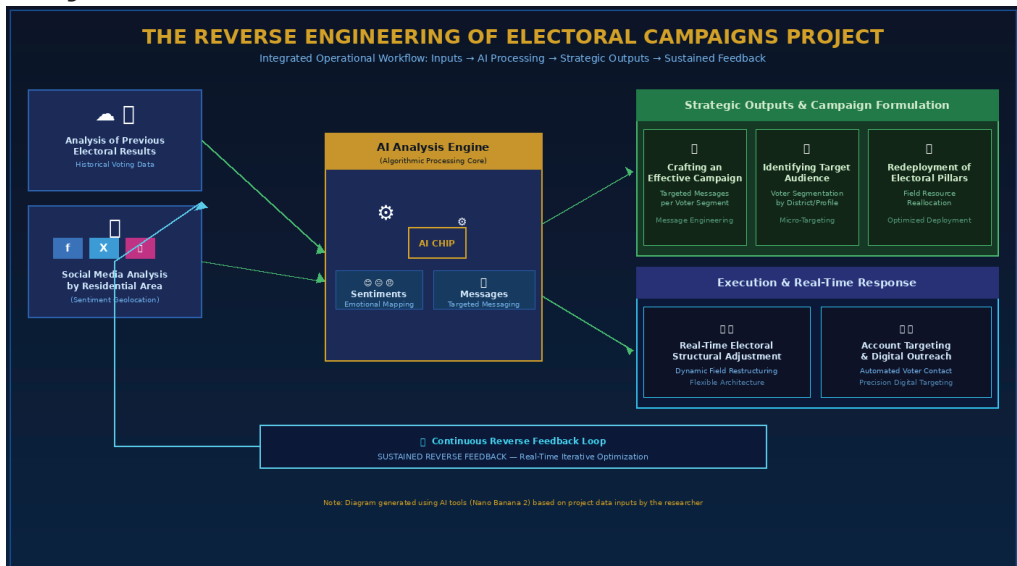 THE REVERSE ENGINEERING OF ELECTORAL CAMPAIGNS PROJECT
Integrated Operational Workflow: Inputs → AI Processing → Strategic Outputs → Sustained Feedback
Analysis of Previous
Electoral Results
Historical Voting Data
f X
Social Media Analysis
by Residential Area
(Sentiment Geolocation)
AI Analysis Engine
(Algorithmic Processing Core)
AI CHIP
Sentiments
Emotional Mapping
Messages
Targeted Messaging
Strategic Outputs & Campaign Formulation
Crafting an
Effective Campaign
Targeted Messages
per Voter Segment
Message Engineering
Identifying Target
Audience
Voter Segmentation
by District/Profile
Micro-Targeting
Redeployment of
Electoral Pillars
Field Resource
Reallocation
Optimized Deployment
Execution & Real-Time Response
Real-Time Electoral
Structural Adjustment
Dynamic Field Restructuring
Flexible Architecture
Account Targeting
& Digital Outreach
Automated Voter Contact
Precision Digital Targeting
Continuous Reverse Feedback Loop
SUSTAINED REVERSE FEEDBACK — Real-Time Iterative Optimization
Note: Diagram generated using AI tools (Nano Banana 2) based on project data inputs by the researcher